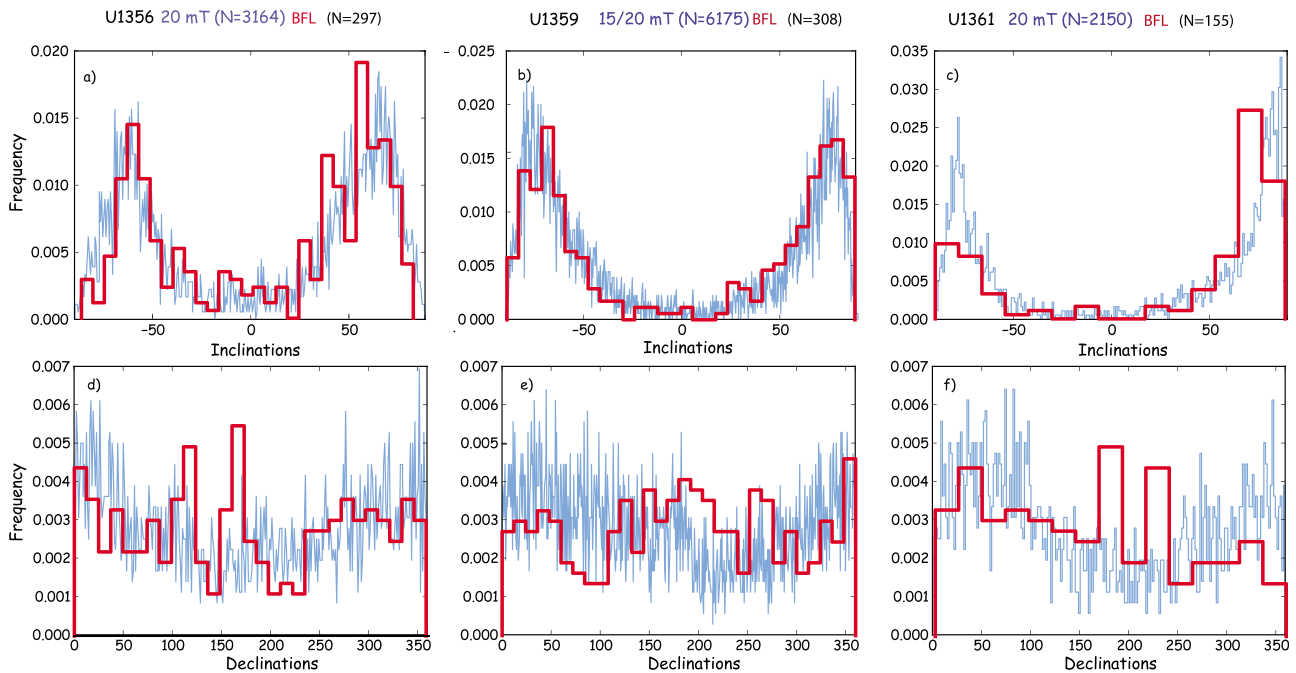 U1356 20 mT (N=3164) BFL (N=297)
U1359 15/20 mT (N=6175) BFL (N=308)
U1361 20 mT (N=2150) BFL (N=155)
a)
0.020
0.015
0.010
0.005
0.000
Frequency
-50 0 50
Inclinations
b)
0.025
0.020
0.015
0.010
0.005
0.000
-50 0 50
Inclinations
c)
0.035
0.030
0.025
0.020
0.015
0.010
0.005
0.000
-50 0 50
Inclinations
d)
0.007
0.006
0.005
0.004
0.003
0.002
0.001
0.000
Frequency
0 50 100 150 200 250 300 350
Declinations
e)
0.007
0.006
0.005
0.004
0.003
0.002
0.001
0.000
0 50 100 150 200 250 300 350
Declinations
f)
0.007
0.006
0.005
0.004
0.003
0.002
0.001
0.000
0 50 100 150 200 250 300 350
Declinations